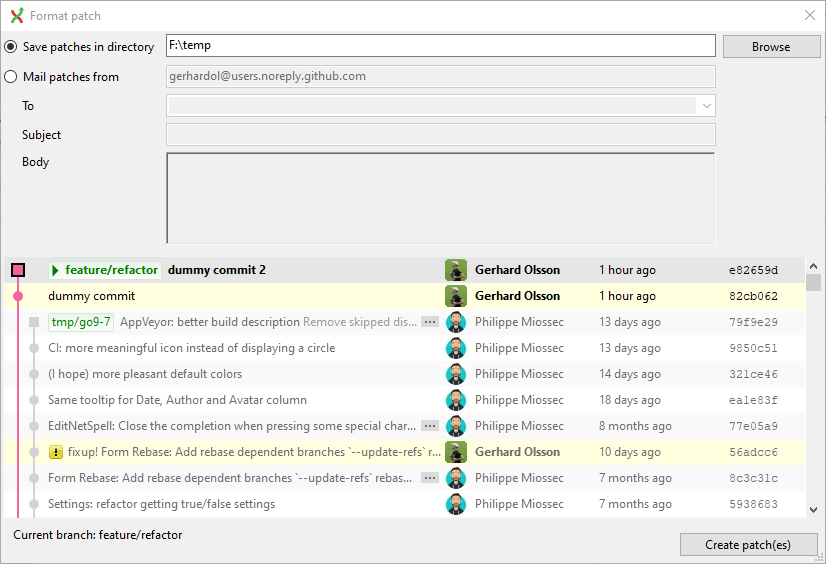 Format patch
Save patches in directory F:\temp Browse
Mail patches from gerhardol@users.noreply.github.com
To
Subject
Body
feature/refactor dummy commit 2 Gerhard Olsson 1 hour ago e82659d
dummy commit Gerhard Olsson 1 hour ago 82cb062
tmp/go9-7 AppVeyor: better build description Remove skipped dis... Philippe Miossec 13 days ago 79f9e29
CI: more meaningful icon instead of displaying a circle Philippe Miossec 13 days ago 9850c51
(I hope) more pleasant default colors Philippe Miossec 14 days ago 321ce46
Same tooltip for Date, Author and Avatar column Philippe Miossec 18 days ago ea1e83f
EditNetSpell: Close the completion when pressing some special char... Philippe Miossec 8 months ago 77e05a9
fixup! Form Rebase: Add rebase dependent branches `--update-refs` r... Gerhard Olsson 10 days ago 56adcc6
Form Rebase: Add rebase dependent branches `--update-refs` rebas... Philippe Miossec 7 months ago 8c3c31c
Settings: refactor getting true/false settings Philippe Miossec 7 months ago 5938683
Current branch: feature/refactor
Create patch(es)